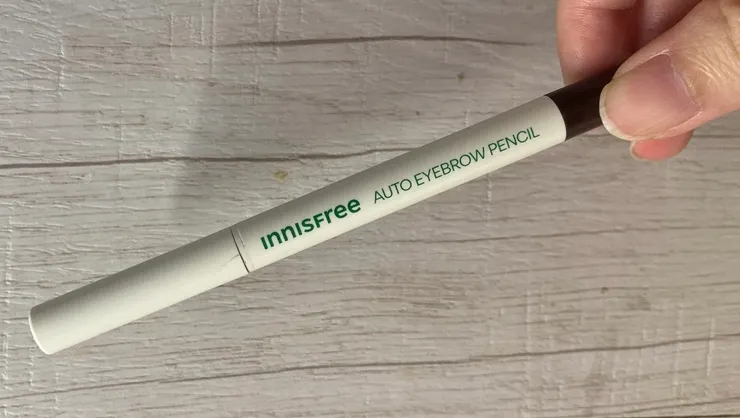 innisfree AUTO EYEBROW PENCIL